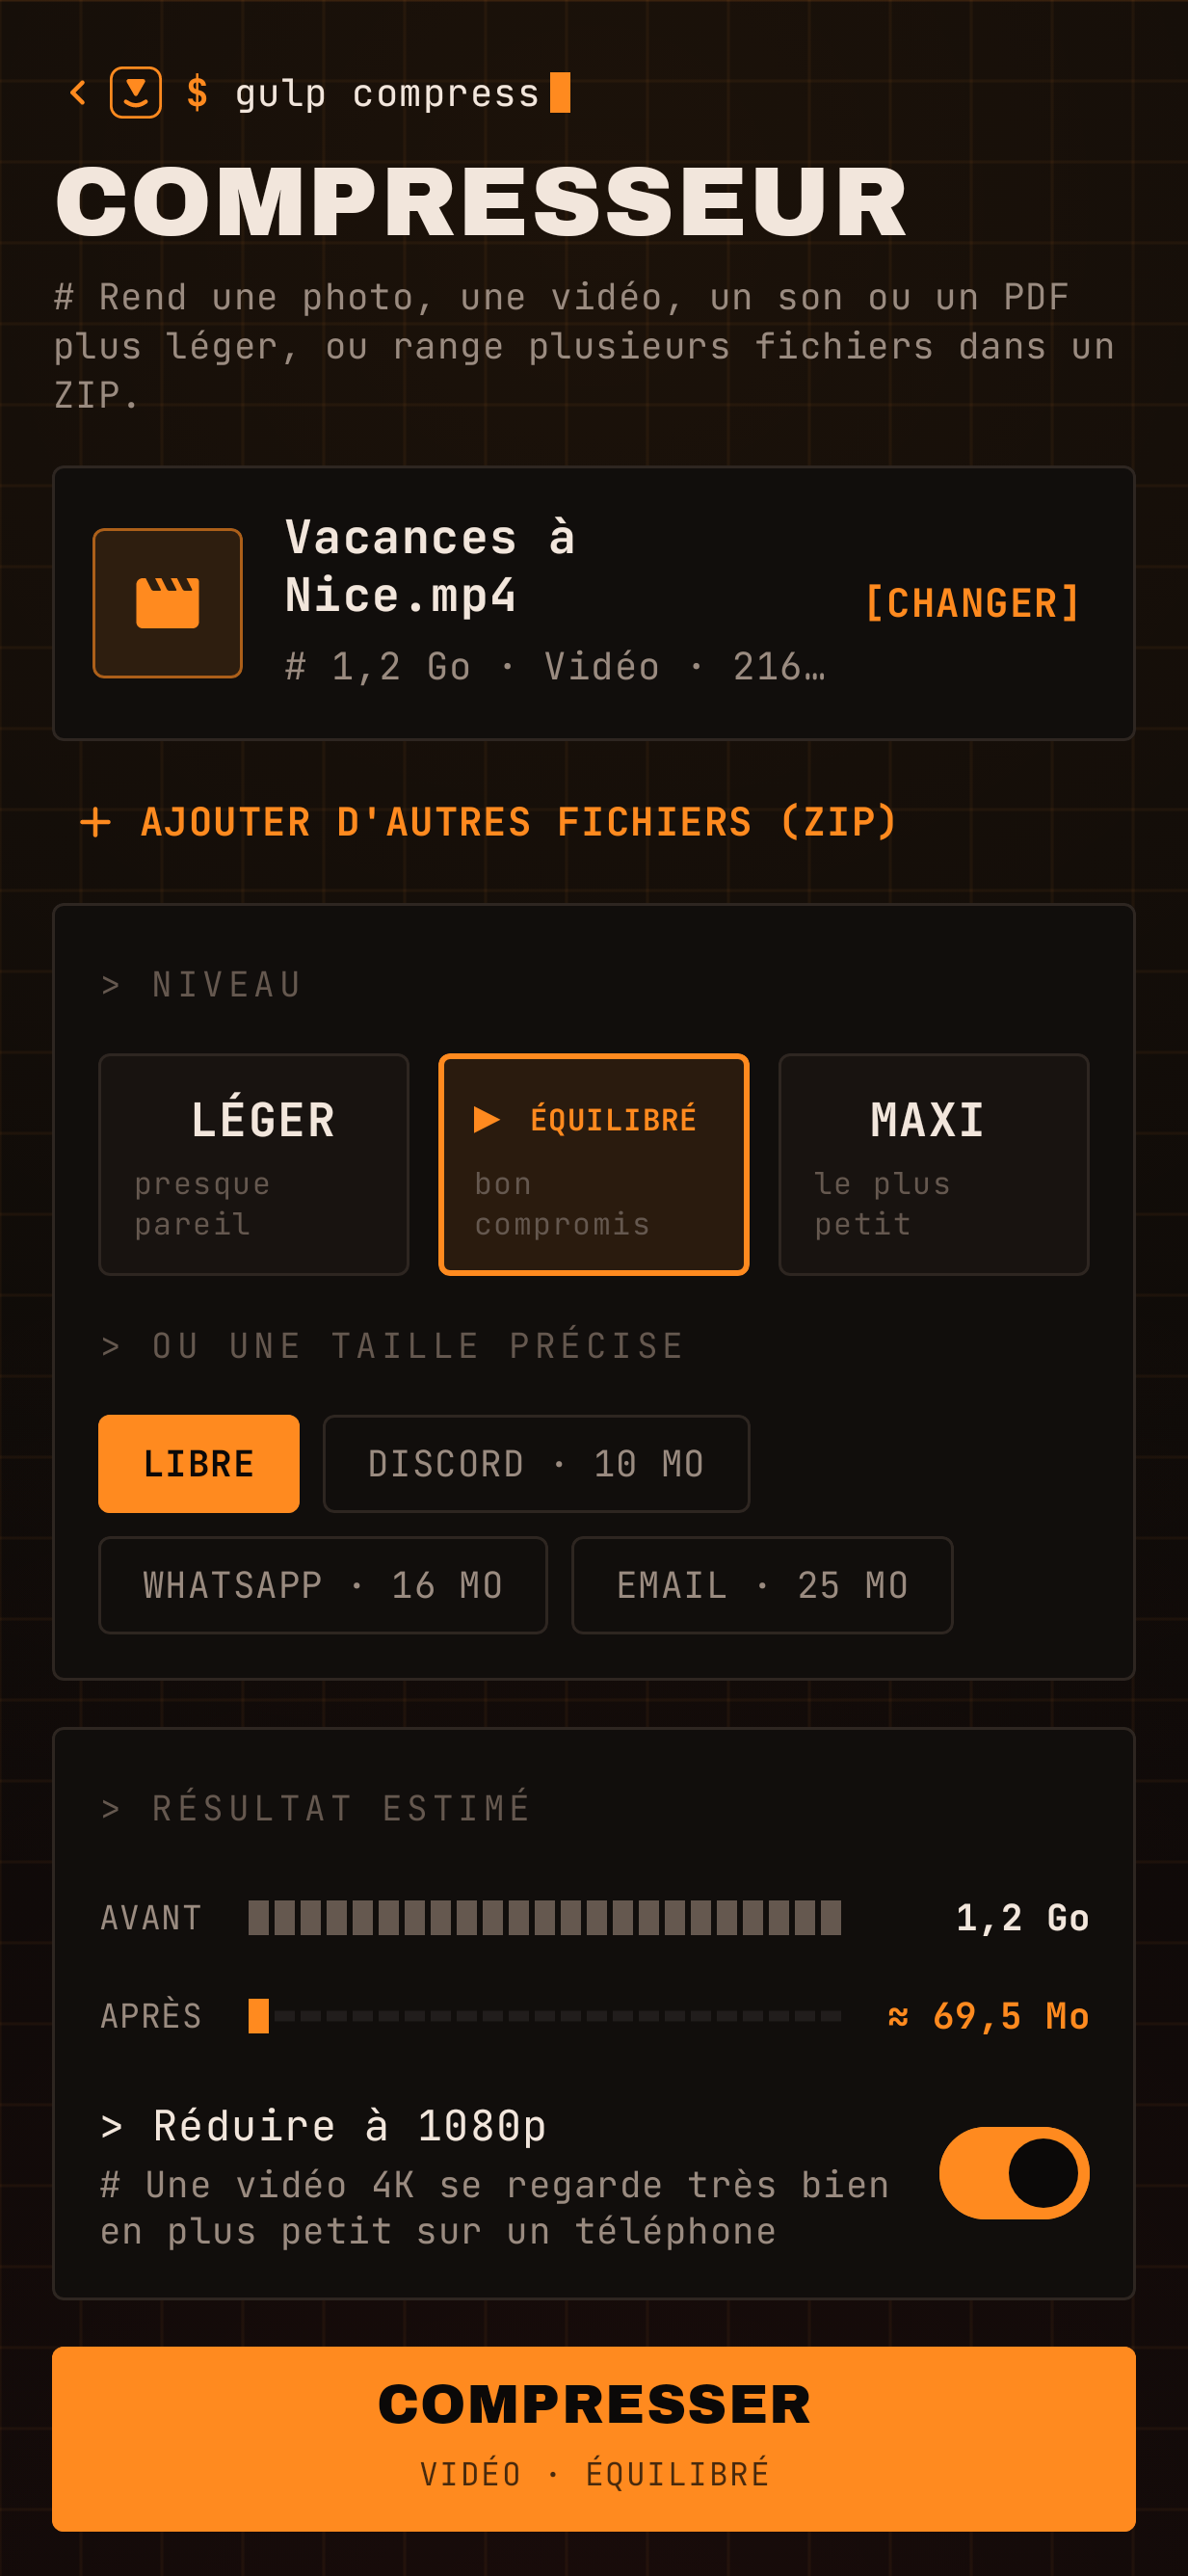 $ gulp compress
COMPRESSEUR
# Rend une photo, une vidéo, un son ou un PDF
plus léger, ou range plusieurs fichiers dans un
ZIP.
Vacances à
Nice.mp4
# 1,2 Go · Vidéo · 216…
[CHANGER]
+ AJOUTER D'AUTRES FICHIERS (ZIP)
> NIVEAU
LÉGER
presque
pareil
▶ ÉQUILIBRÉ
bon
compromis
MAXI
le plus
petit
> OU UNE TAILLE PRÉCISE
LIBRE
DISCORD · 10 MO
WHATSAPP · 16 MO
EMAIL · 25 MO
> RÉSULTAT ESTIMÉ
AVANT 1,2 Go
APRÈS ≈ 69,5 Mo
> Réduire à 1080p
# Une vidéo 4K se regarde très bien
en plus petit sur un téléphone
COMPRESSER
VIDÉO · ÉQUILIBRÉ